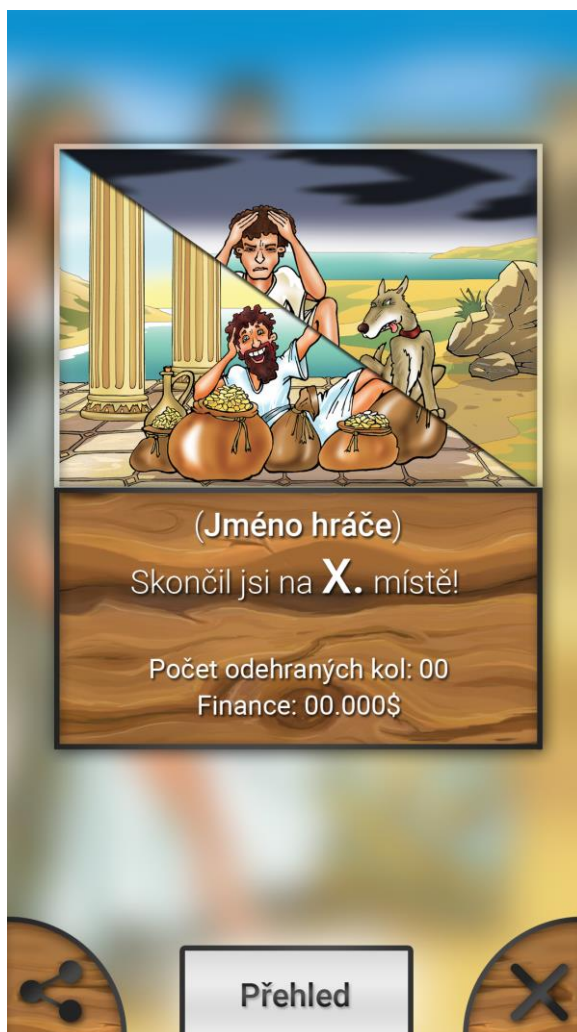 (Jméno hráče)
Skončil jsi na X. místě!
Počet odehraných kol: 00
Finance: 00.000$
Přehled